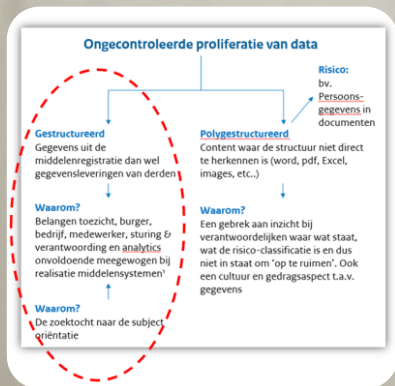 Ongecontroleerde proliferatie van data
Risico:
bv.
Persoons-
gegevens in
documenten
Gestructureerd
Gegevens uit de
middelenregistratie dan wel
gegevensleveringen van derden
Waarom?
Belangen toezicht, burger,
bedrijf, medewerker, sturing &
verantwoording en analytics
onvoldoende meegewogen bij
realisatie middelensystemen¹
Waarom?
De zoektocht naar de subject
oriëntatie
Polygestructureerd
Content waar de structuur niet direct
te herkennen is (word, pdf, Excel,
images, etc..)
Waarom?
Een gebrek aan inzicht bij
verantwoordelijken waar wat staat,
wat de risico-classificatie is en dus
niet in staat om ‘op te ruimen’. Ook
een cultuur en gedragsaspect t.a.v.
gegevens